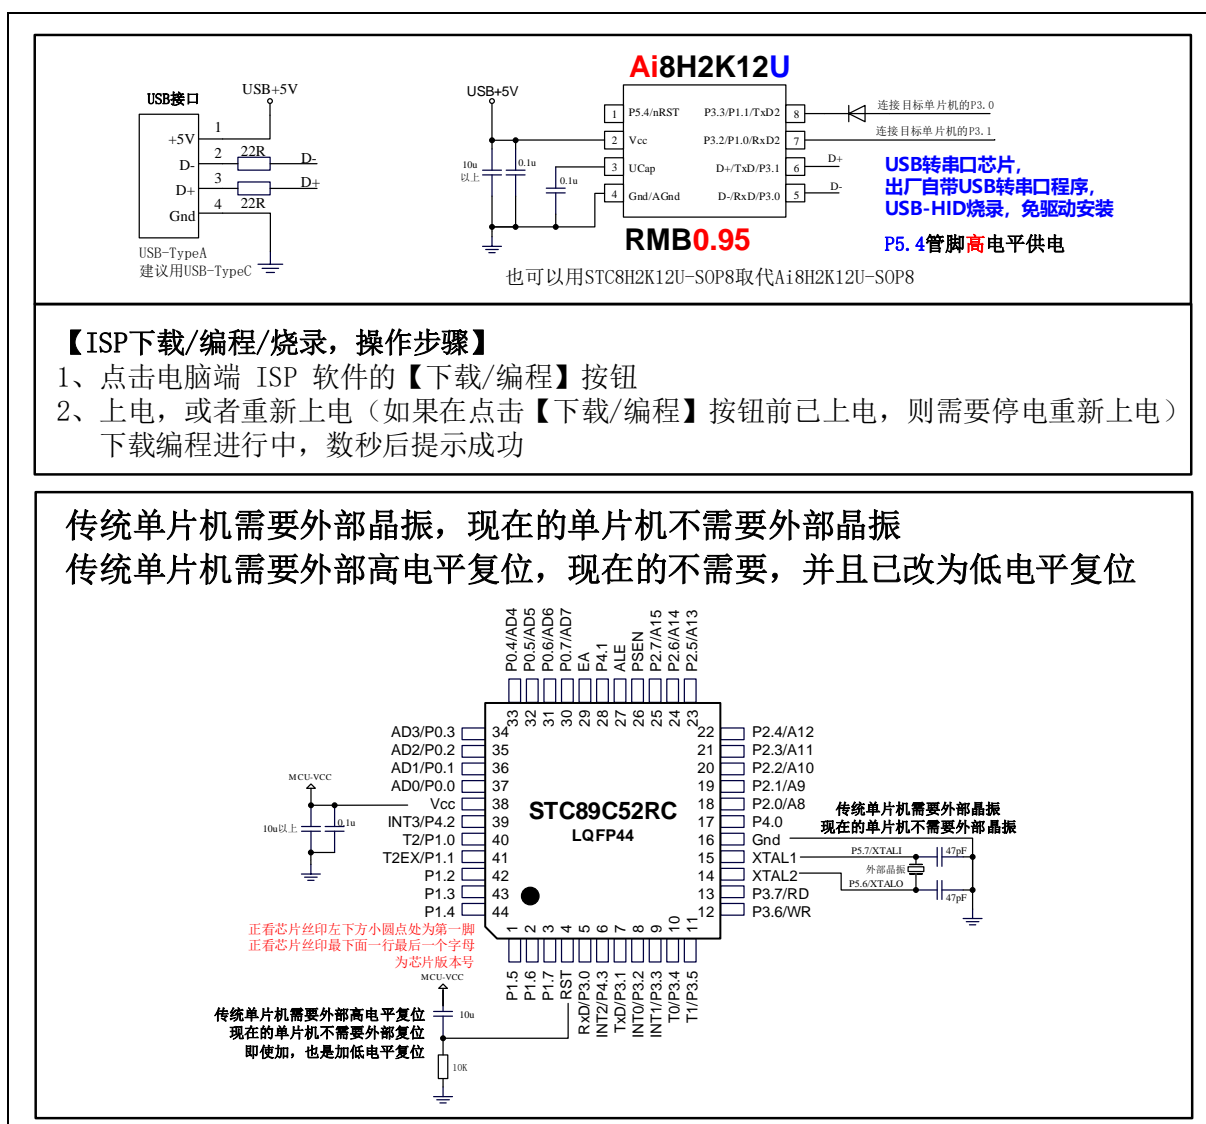 USB接口
USB+5V
+5V
1
D-
2
22R
D-
D+
3
D+
Gnd
4
22R
USB-TypeA
建议用USB-TypeC
Ai8H2K12U
USB+5V
1
P5.4/nRST
P3.3/P1.1/TxD2
8
连接目标单片机的P3.0
2
Vcc
P3.2/P1.0/RxD2
7
连接目标单片机的P3.1
3
UCap
D+/TxD/P3.1
6
D+
4
Gnd/AGnd
D-/RxD/P3.0
5
D-
10u
以上
0.1u
0.1u
RMB0.95
USB转串口芯片，
出厂自带USB转串口程序，
USB-HID烧录，免驱动安装
P5.4管脚高电平供电
也可以用STC8H2K12U-SOP8取代Ai8H2K12U-SOP8
【ISP下载/编程/烧录，操作步骤】
1、点击电脑端 ISP 软件的【下载/编程】按钮
2、上电，或者重新上电（如果在点击【下载/编程】按钮前已上电，则需要停电重新上电）
下载编程进行中，数秒后提示成功
传统单片机需要外部晶振，现在的单片机不需要外部晶振
传统单片机需要外部高电平复位，现在的不需要，并且已改为低电平复位
P0.4/AD4
P0.5/AD5
P0.6/AD6
P0.7/AD7
EA
P4.1
ALE
PSEN
P2.7/A15
P2.6/A14
P2.5/A13
33
32
31
30
29
28
27
26
25
24
23
AD3/P0.3
34
AD2/P0.2
35
AD1/P0.1
36
AD0/P0.0
37
Vcc
38
INT3/P4.2
39
T2/P1.0
40
T2EX/P1.1
41
P1.2
42
P1.3
43
P1.4
44
MCU-VCC
10u以上
0.1u
STC89C52RC
LQFP44
22
P2.4/A12
21
P2.3/A11
20
P2.2/A10
19
P2.1/A9
18
P2.0/A8
17
P4.0
16
Gnd
15
XTAL1
14
XTAL2
13
P3.7/RD
12
P3.6/WR
传统单片机需要外部晶振
现在的单片机不需要外部晶振
P5.7/XTALI
47pF
外部晶振
P5.6/XTALO
47pF
1
2
3
4
5
6
7
8
9
10
11
P1.5
P1.6
P1.7
RST
RxD/P3.0
INT2/P4.3
TxD/P3.1
INT0/P3.2
INT1/P3.3
T0/P3.4
T1/P3.5
正看芯片丝印左下方小圆点处为第一脚
正看芯片丝印最下面一行最后一个字母
为芯片版本号
MCU-VCC
10u
传统单片机需要外部高电平复位
现在的单片机不需要外部复位
即使加，也是加低电平复位
10K